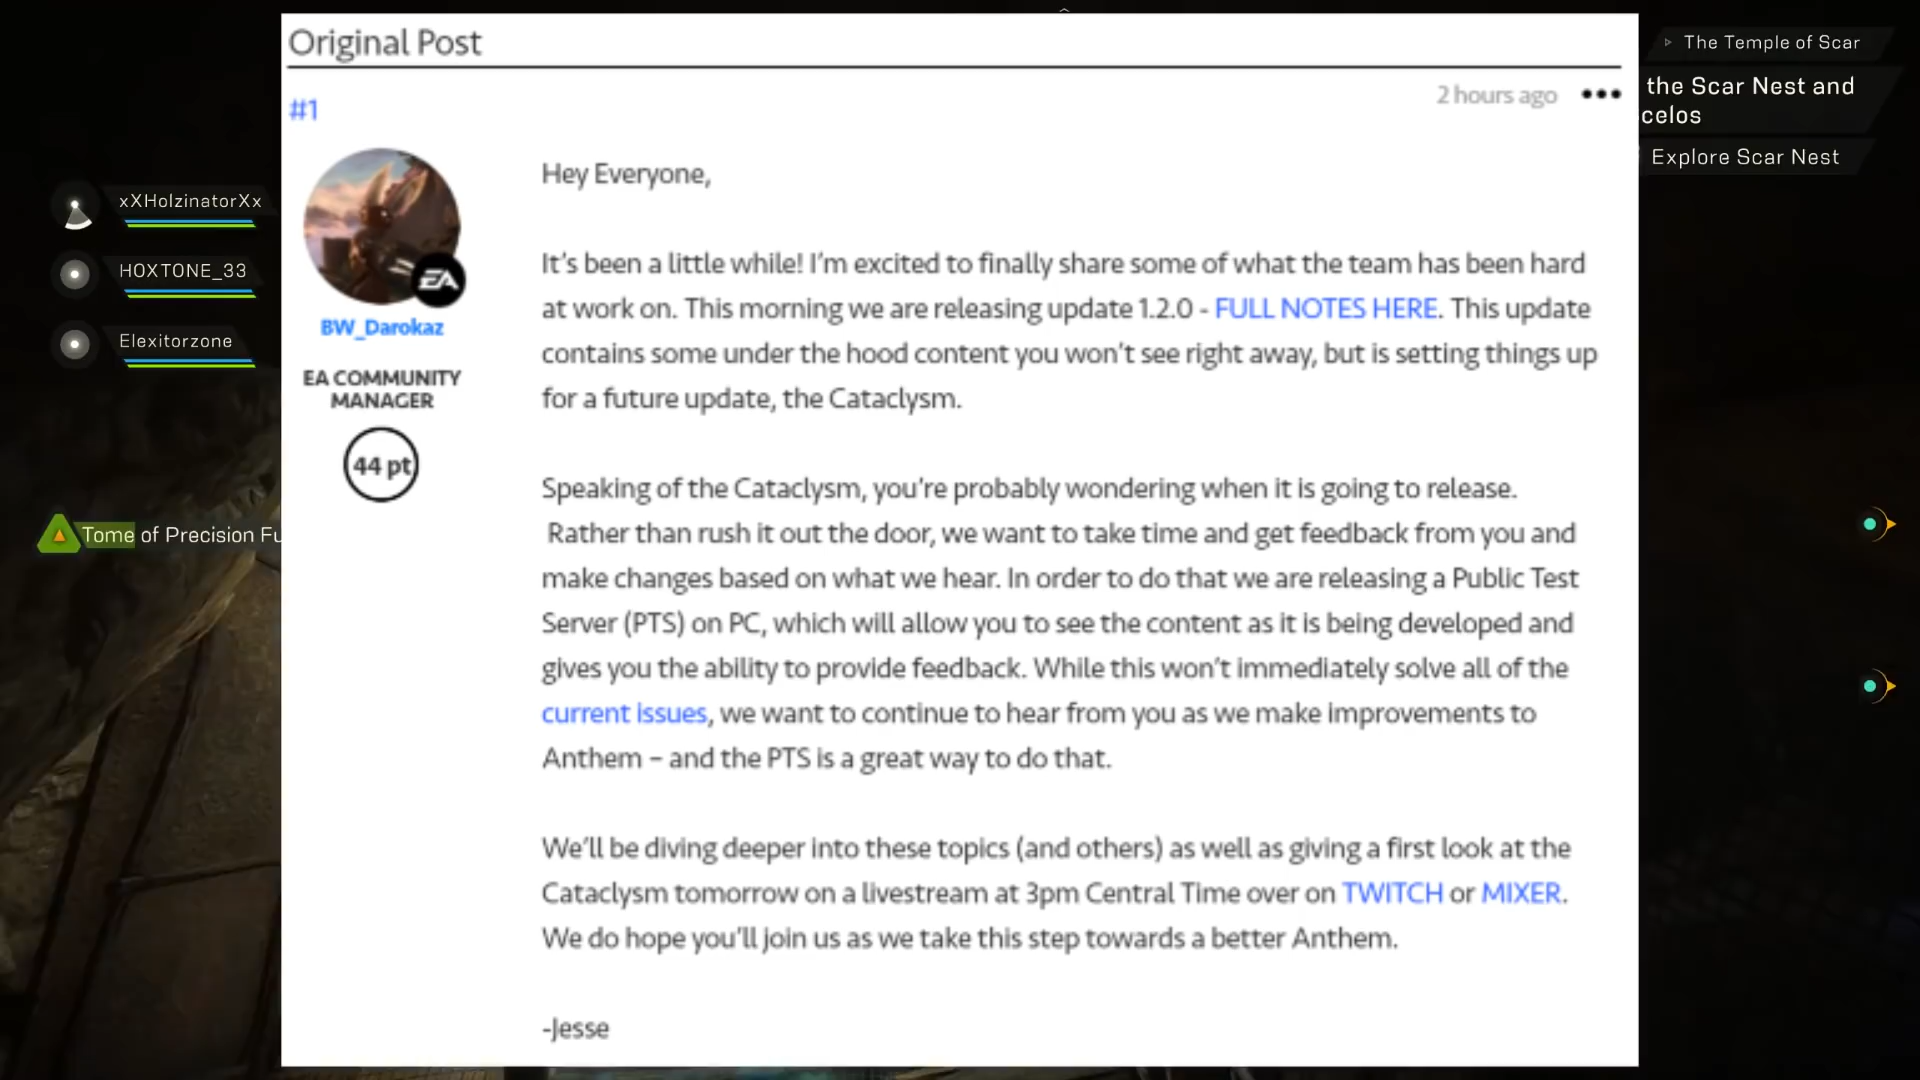 Original Post
#1
2 hours ago
EA
BW_Darokaz
EA COMMUNITY
MANAGER
44 pt
Hey Everyone,
It's been a little while! I'm excited to finally share some of what the team has been hard
at work on. This morning we are releasing update 1.2.0 - FULL NOTES HERE. This update
contains some under the hood content you won't see right away, but is setting things up
for a future update, the Cataclysm.
Speaking of the Cataclysm, you're probably wondering when it is going to release.
Rather than rush it out the door, we want to take time and get feedback from you and
make changes based on what we hear. In order to do that we are releasing a Public Test
Server (PTS) on PC, which will allow you to see the content as it is being developed and
gives you the ability to provide feedback. While this won't immediately solve all of the
current issues, we want to continue to hear from you as we make improvements to
Anthem – and the PTS is a great way to do that.
We'll be diving deeper into these topics (and others) as well as giving a first look at the
Cataclysm tomorrow on a livestream at 3pm Central Time over on TWITCH or MIXER.
We do hope you'll join us as we take this step towards a better Anthem.
-Jesse
xXHolzinatorXx
HOXTONE_33
Elexitorzone
Tome of Precision Fu
The Temple of Scar
the Scar Nest and
celos
Explore Scar Nest